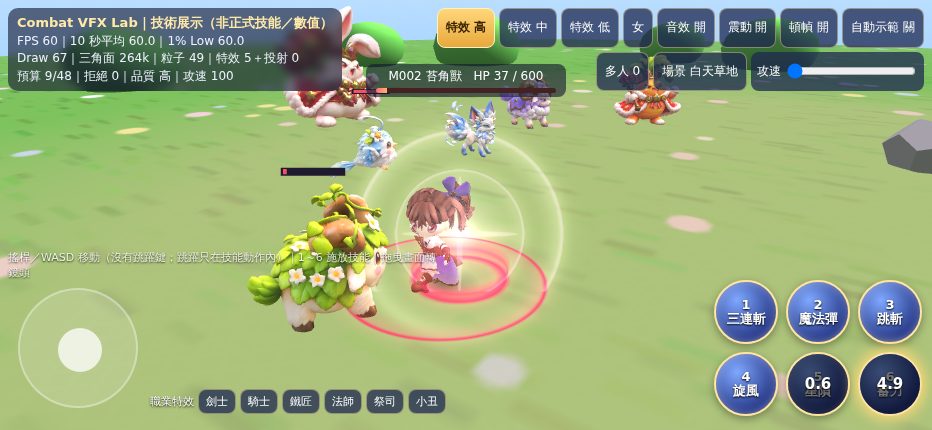 Combat VFX Lab｜技術展示（非正式技能／數值）
FPS 60｜10 秒平均 60.0｜1% Low 60.0
Draw 67｜三角面 264k｜粒子 49｜特效 5＋投射 0
預算 9/48｜拒絕 0｜品質 高｜攻速 100
特效 高
特效 中
特效 低
女
音效 開
震動 開
頓幀 開
自動示範 關
M002 苔角獸 HP 37 / 600
多人 0
場景 白天草地
攻速
搖桿／WASD 移動（沒有跳躍鍵；跳躍只在技能動作內）｜1～6 施放技能｜拖曳畫面轉
鏡頭
1
三連斬
2
魔法彈
3
跳斬
4
旋風
0.6
4.9
職業特效
劍士
騎士
鐵匠
法師
祭司
小丑